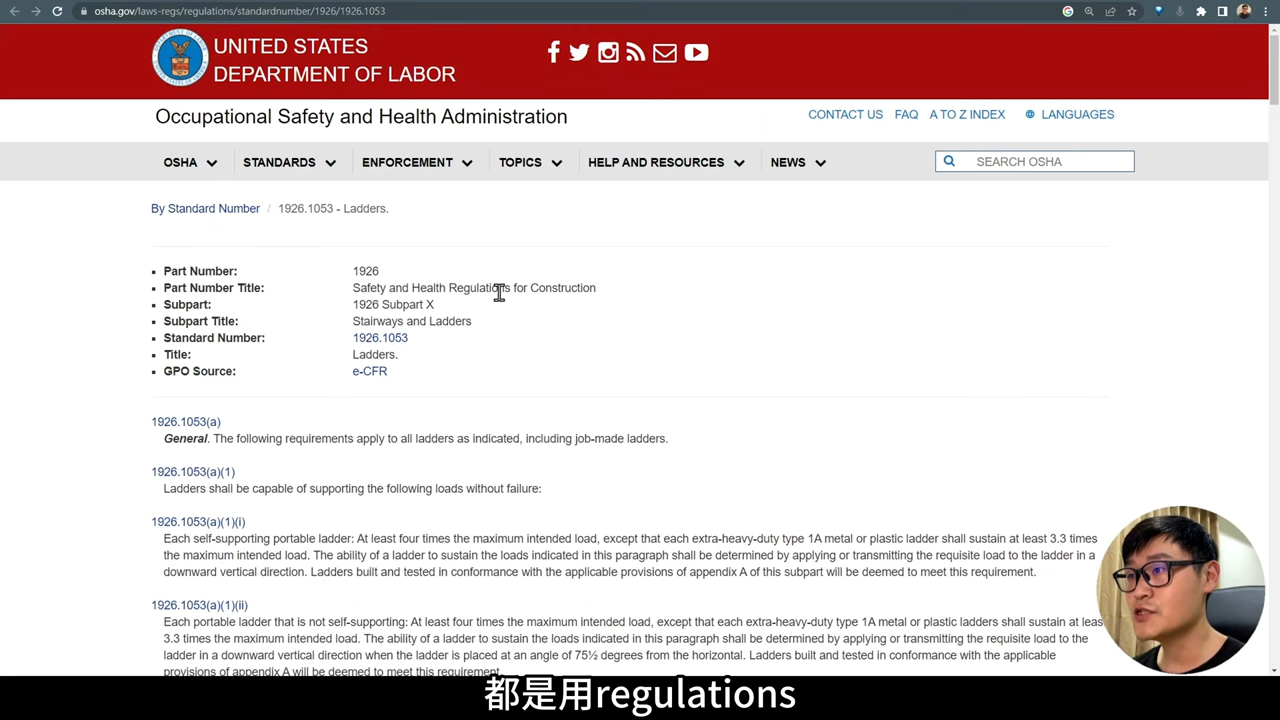 osha.gov/laws-regs/regulations/standardnumber/1926/1926.1053
UNITED STATES
DEPARTMENT OF LABOR
Occupational Safety and Health Administration
CONTACT US FAQ A TO Z INDEX LANGUAGES
OSHA STANDARDS ENFORCEMENT TOPICS HELP AND RESOURCES NEWS SEARCH OSHA
By Standard Number / 1926.1053 - Ladders.
▪ Part Number: 1926
▪ Part Number Title: Safety and Health Regulations for Construction
▪ Subpart: 1926 Subpart X
▪ Subpart Title: Stairways and Ladders
▪ Standard Number: 1926.1053
▪ Title: Ladders.
▪ GPO Source: e-CFR
1926.1053(a)
General. The following requirements apply to all ladders as indicated, including job-made ladders.
1926.1053(a)(1)
Ladders shall be capable of supporting the following loads without failure:
1926.1053(a)(1)(i)
Each self-supporting portable ladder: At least four times the maximum intended load, except that each extra-heavy-duty type 1A metal or plastic ladder shall sustain at least 3.3 times
the maximum intended load. The ability of a ladder to sustain the loads indicated in this paragraph shall be determined by applying or transmitting the requisite load to the ladder in a
downward vertical direction. Ladders built and tested in conformance with the applicable provisions of appendix A of this subpart will be deemed to meet this requirement.
1926.1053(a)(1)(ii)
Each portable ladder that is not self-supporting: At least four times the maximum intended load, except that each extra-heavy-duty type 1A metal or plastic ladders shall sustain at least
3.3 times the maximum intended load. The ability of a ladder to sustain the loads indicated in this paragraph shall be determined by applying or transmitting the requisite load to the
ladder in a downward vertical direction when the ladder is placed at an angle of 75½ degrees from the horizontal. Ladders built and tested in conformance with the applicable
provisions of appendix A will be deemed to meet this requirement.
都是用regulations